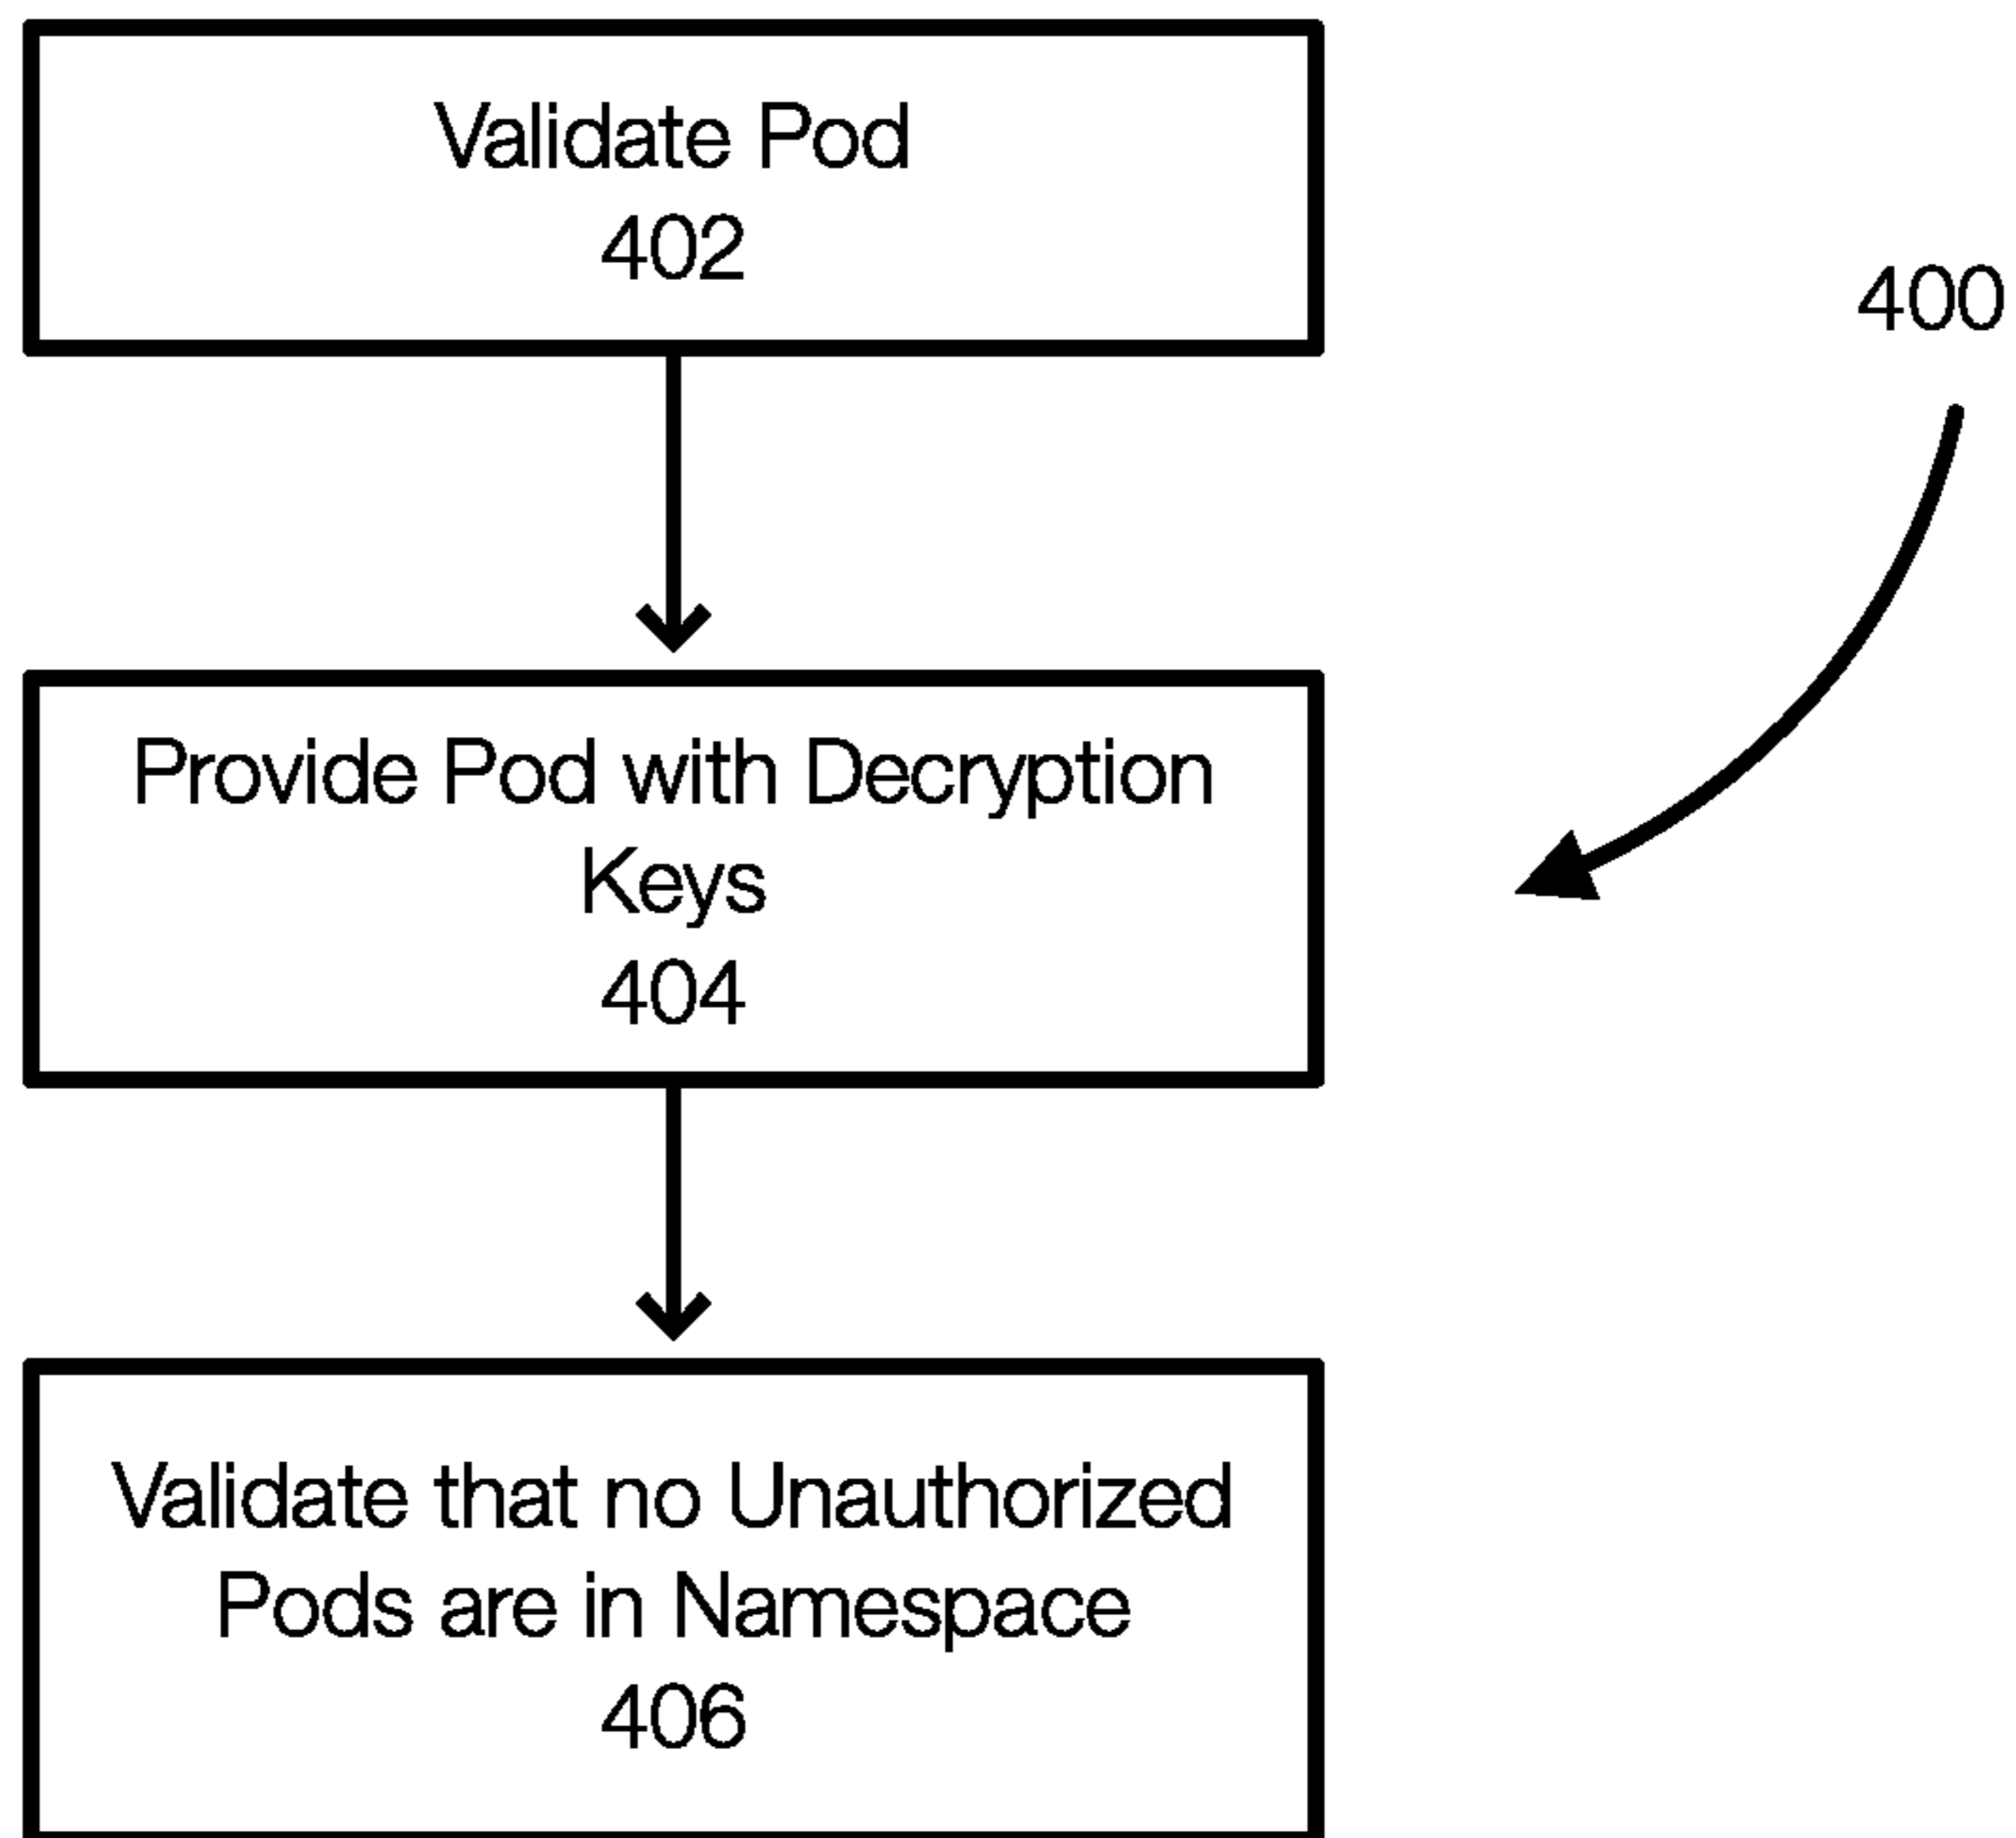 Validate Pod
402
400
Provide Pod with Decryption
Keys
404
Validate that no Unauthorized
Pods are in Namespace
406